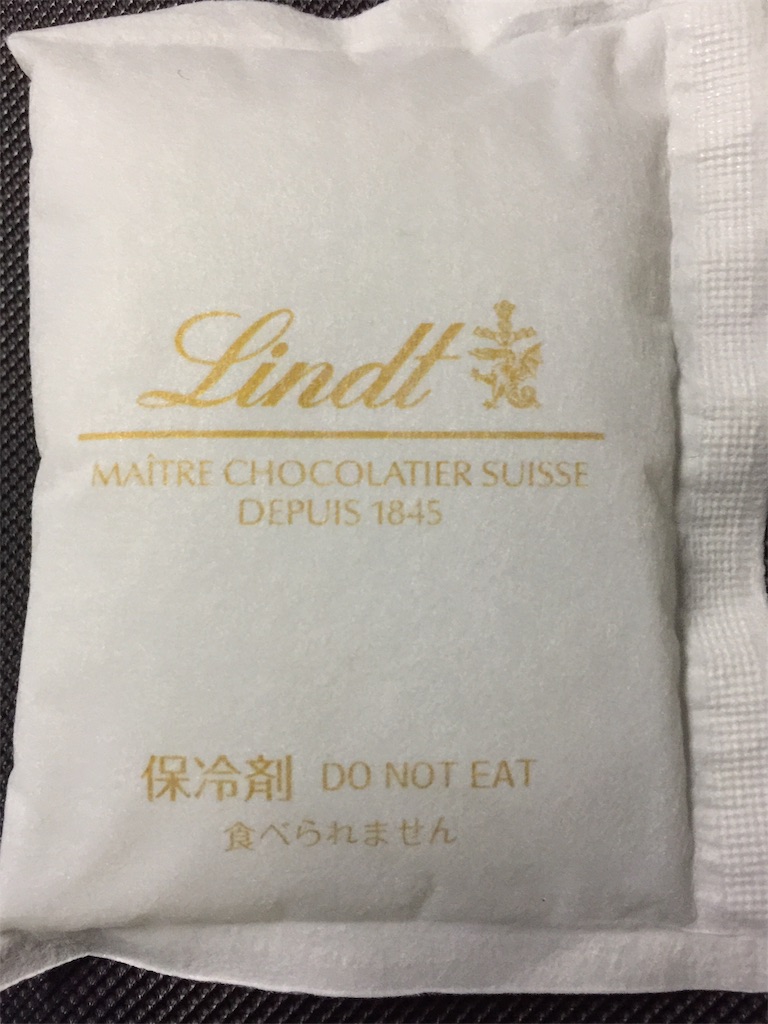 Lindt
MAÎTRE CHOCOLATIER SUISSE
DEPUIS 1845
保冷剤 DO NOT EAT
食べられません